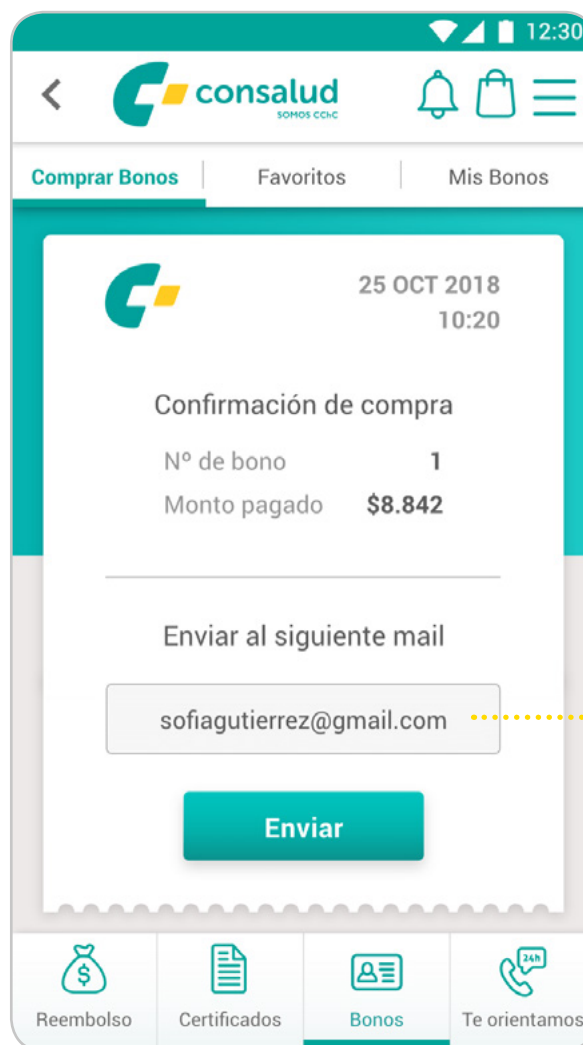 12:30
consalud
SOMOS CChC
Comprar Bonos
Favoritos
Mis Bonos
25 OCT 2018
10:20
Confirmación de compra
Nº de bono 1
Monto pagado $8.842
Enviar al siguiente mail
sofiagutierrez@gmail.com
Enviar
$
24h
Reembolso
Certificados
Bonos
Te orientamos